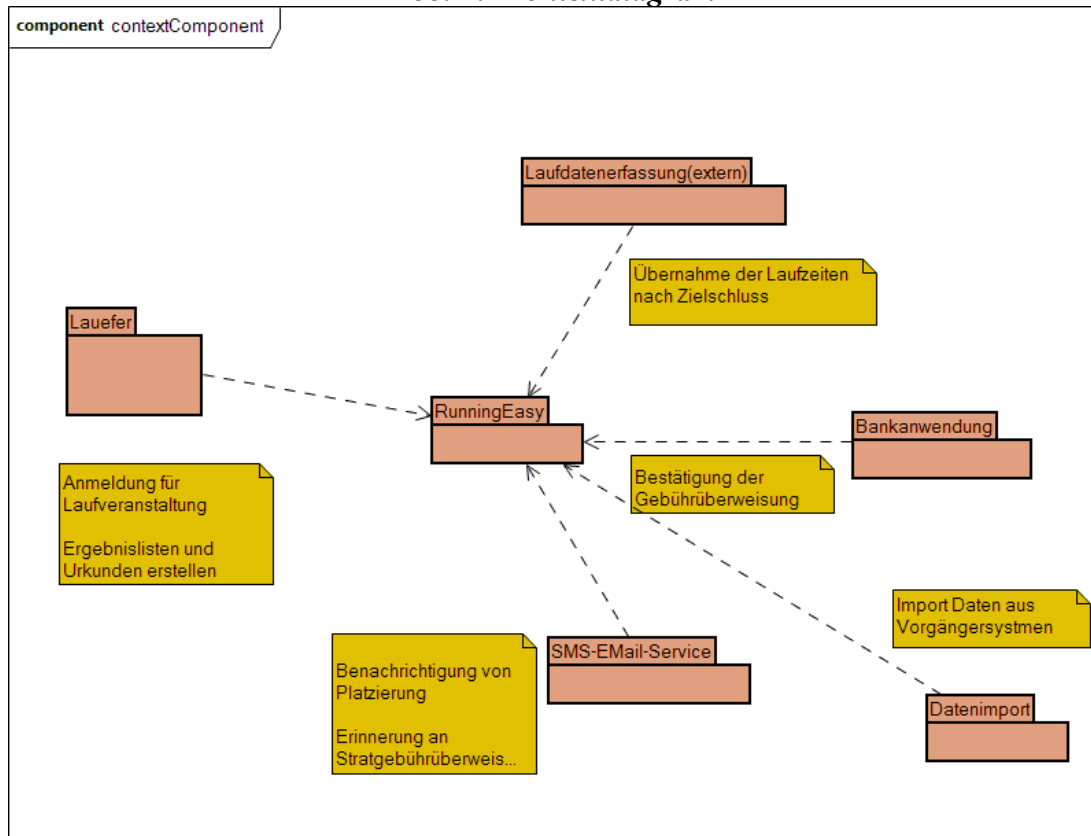 component contextComponent
Laufdatenerfassung(extern)
Übernahme der Laufzeiten
nach Zielschluss
Lauefer
RunningEasy
Bankanwendung
Anmeldung für
Laufveranstaltung
Ergebnislisten und
Urkunden erstellen
Bestätigung der
Gebührüberweisung
Import Daten aus
Vorgängersystmen
SMS-EMail-Service
Benachrichtigung von
Platzierung
Erinnerung an
Stratgebührüberweis...
Datenimport